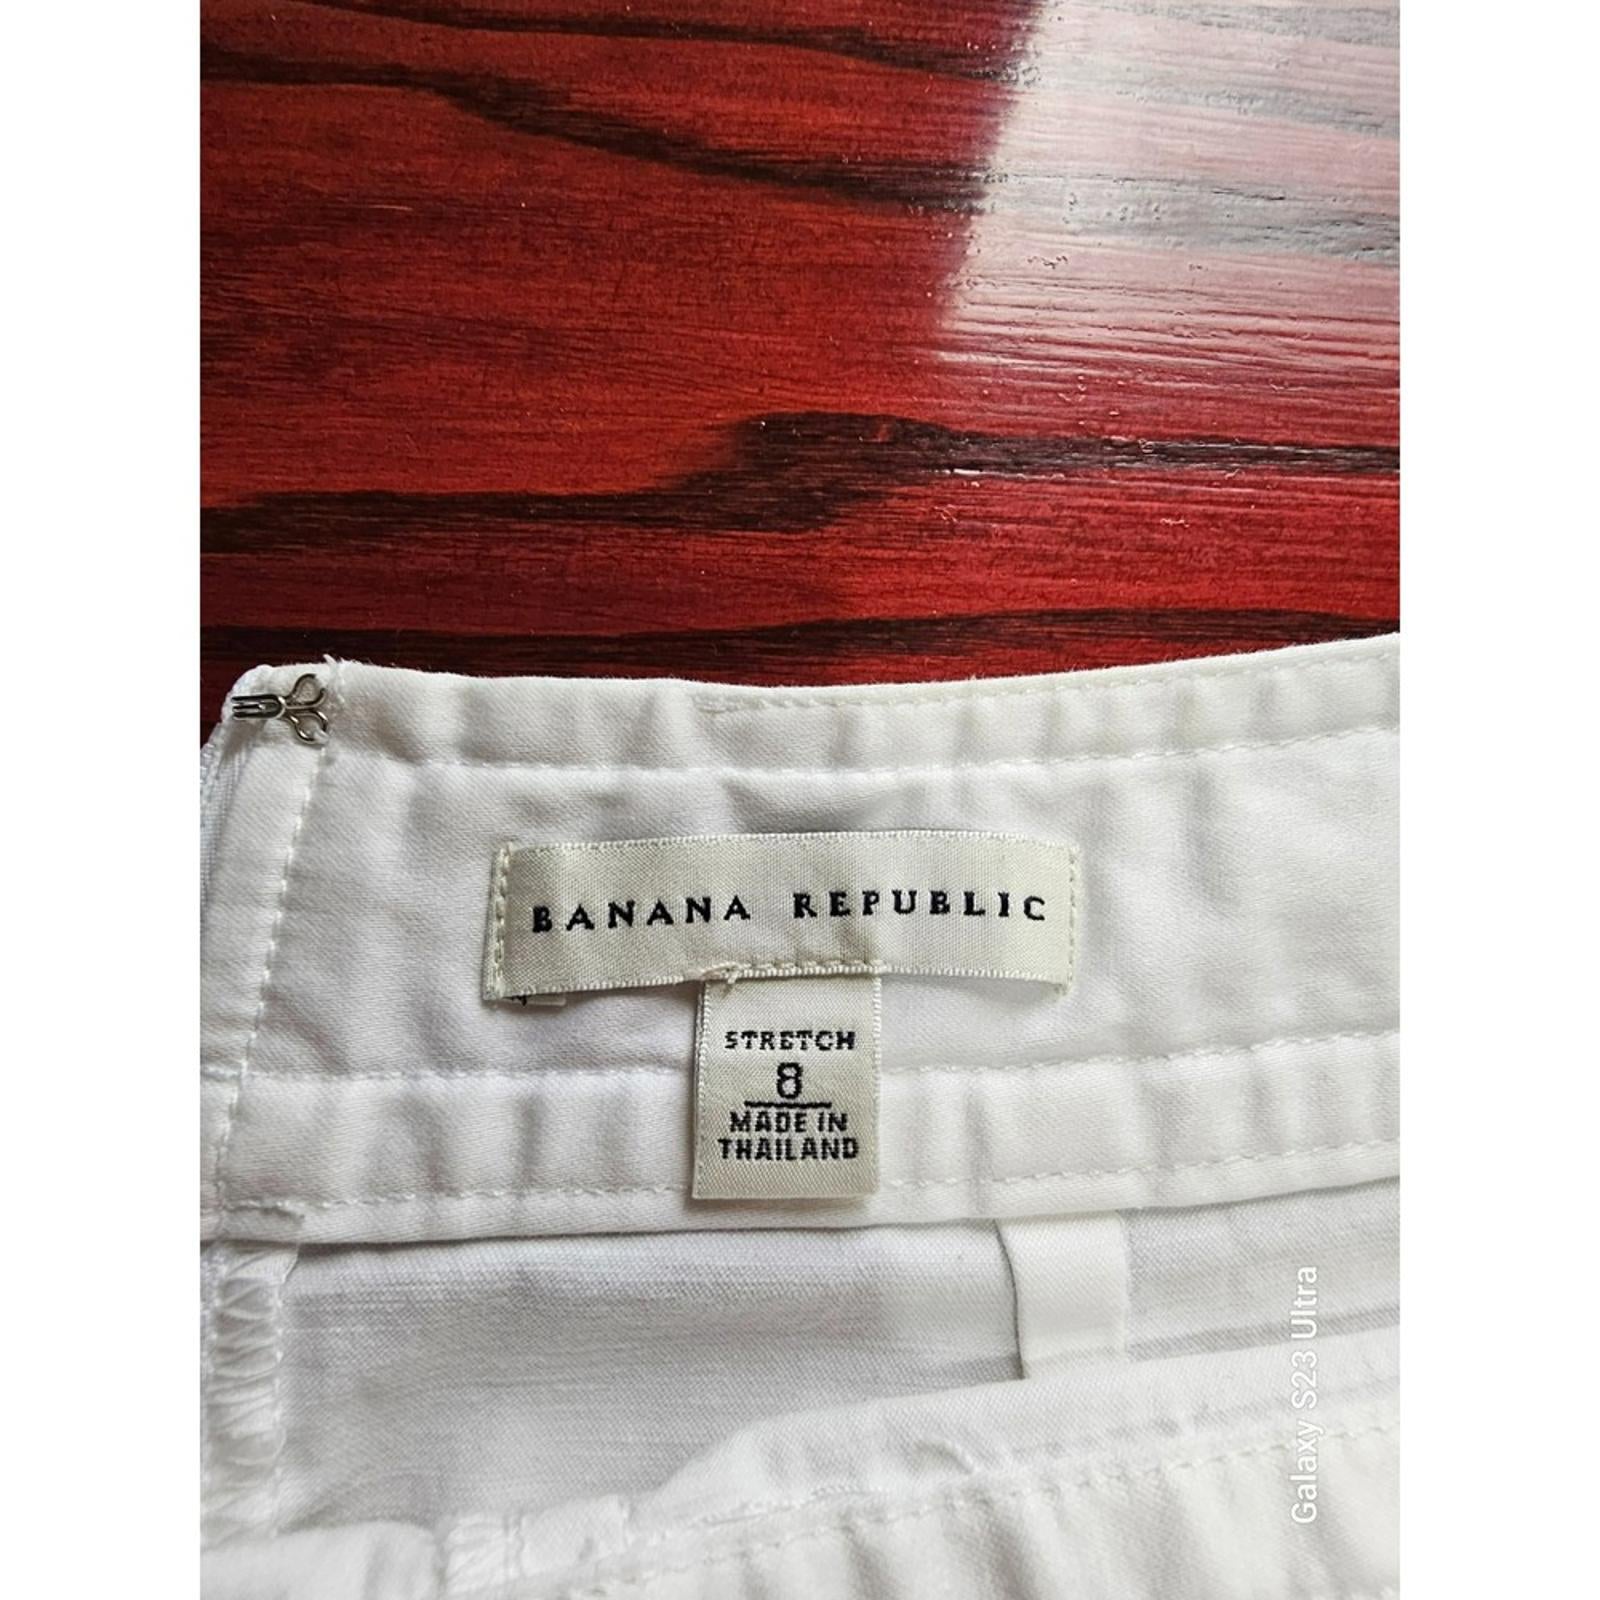 BANANA REPUBLIC
STRETCH
8
MADE IN
THAILAND
Galaxy S23 Ultra